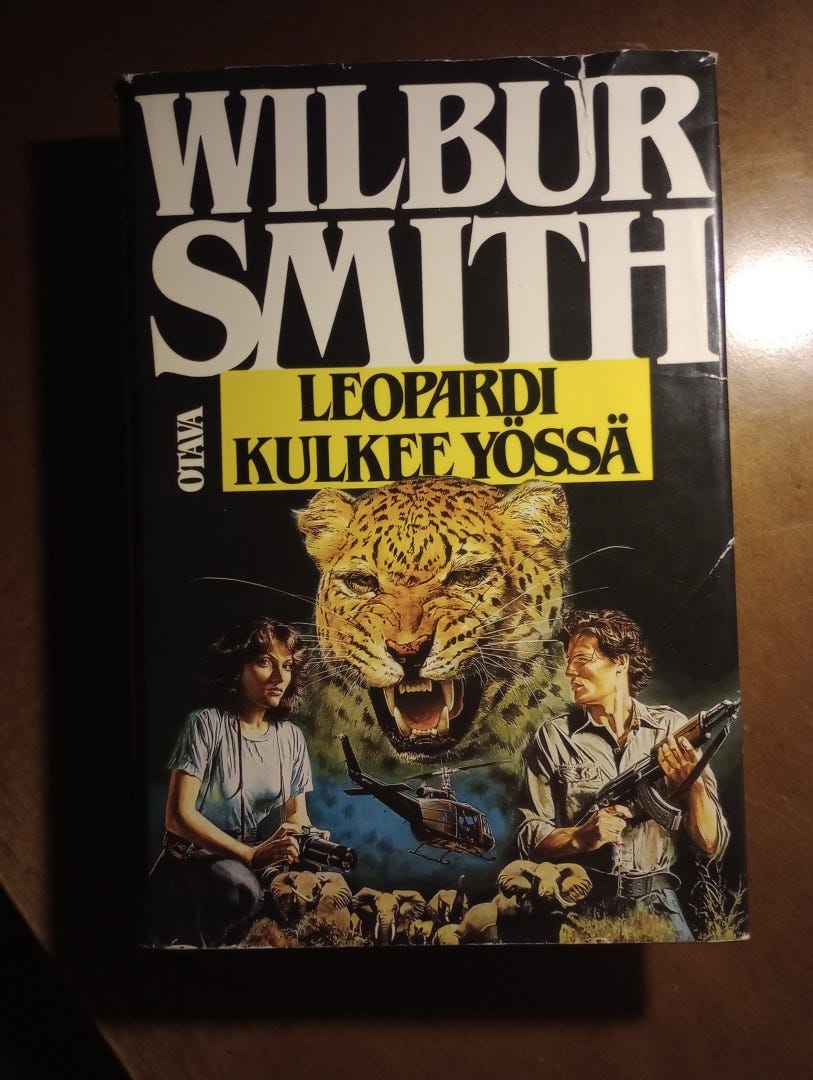 WILBUR
SMITH
LEOPARDI
KULKEE YÖSSÄ
OTAVA